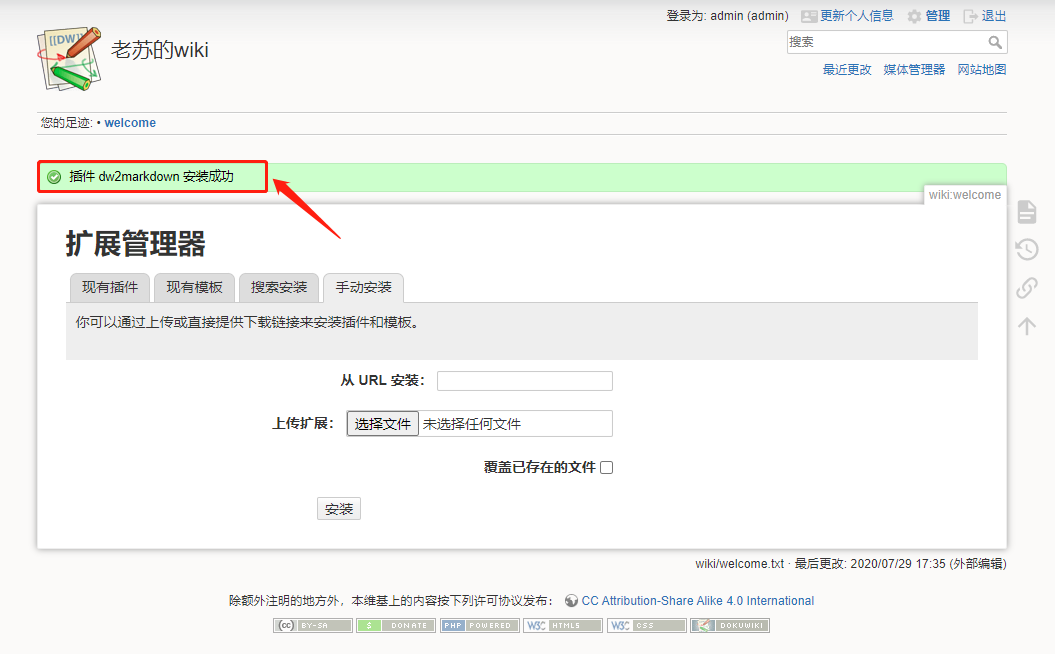 登录为: admin (admin) 更新个人信息 管理 退出
[[DW]]
老苏的wiki
搜索
最近更改 媒体管理器 网站地图
您的足迹: • welcome
插件 dw2markdown 安装成功
wiki:welcome
扩展管理器
现有插件 现有模板 搜索安装 手动安装
你可以通过上传或直接提供下载链接来安装插件和模板。
从 URL 安装：
上传扩展： 选择文件 未选择任何文件
覆盖已存在的文件
安装
wiki/welcome.txt · 最后更改: 2020/07/29 17:35 (外部编辑)
除额外注明的地方外，本维基上的内容按下列许可协议发布： CC Attribution-Share Alike 4.0 International
(cc) BY-SA $ DONATE PHP POWERED W3C HTML5 W3C CSS DOKUWIKI